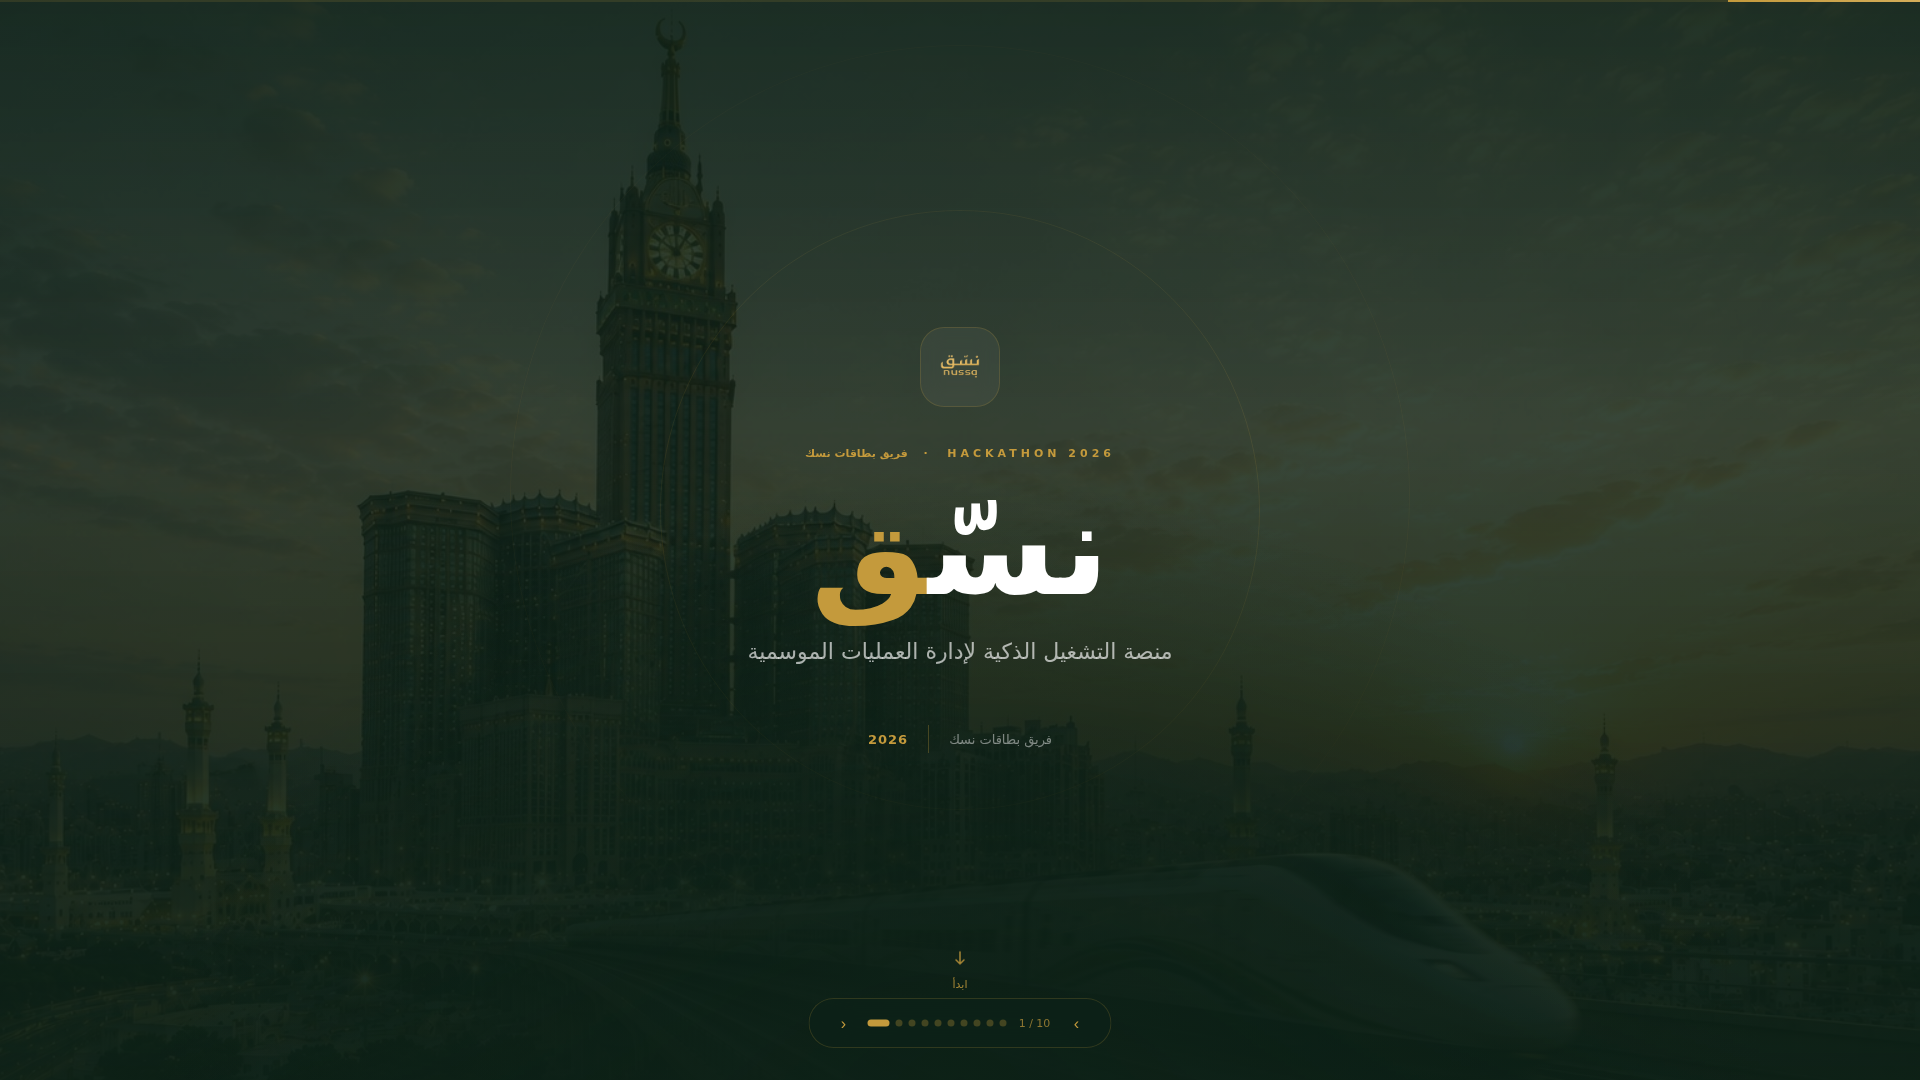 نسّق
nussq
فريق بطاقات نسك · HACKATHON 2026
نسّق
منصة التشغيل الذكية لإدارة العمليات الموسمية
فريق بطاقات نسك
2026
↓
ابدأ
› 1 / 10 ‹